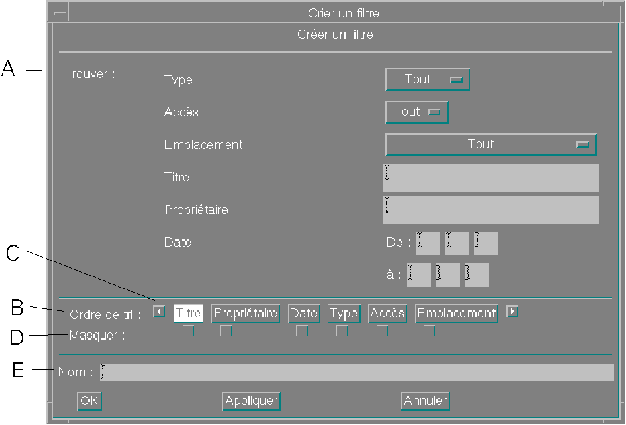 Créer un filtre
Créer un filtre
A
Trouver :
Type
Tout
Accès
Tout
Emplacement
Tout
Titre
Propriétaire
Date
De :
à :
C
B
Ordre de tri :
Titre
Propriétaire
Date
Type
Accès
Emplacement
D
Masquer :
E
Nom :
OK
Appliquer
Annuler